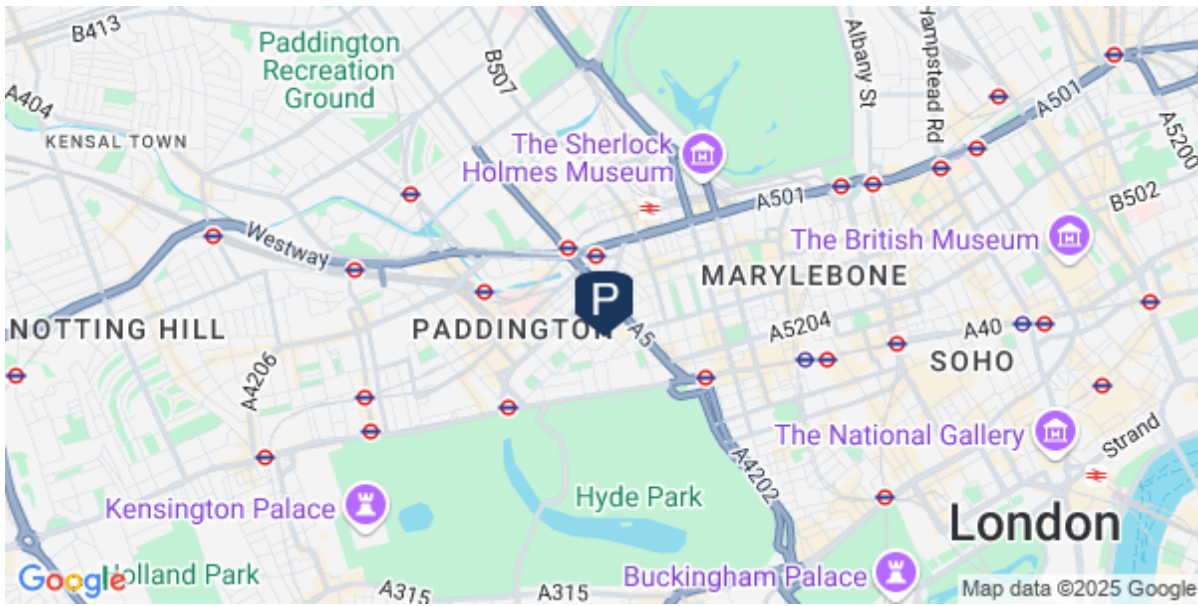 B413
Paddington
Recreation
Ground
B507
Albany St
Hampstead Rd
A501
A5200
A404
KENSAL TOWN
The Sherlock
Holmes Museum
A501
B502
Westway
The British Museum
MARYLEBONE
P
NOTTING HILL
PADDINGTON
A5
A5204
A40
SOHO
A4206
The National Gallery
Strand
A4202
Kensington Palace
Hyde Park
London
Google
Holland Park
A315
A315
Buckingham Palace
Map data ©2025 Google